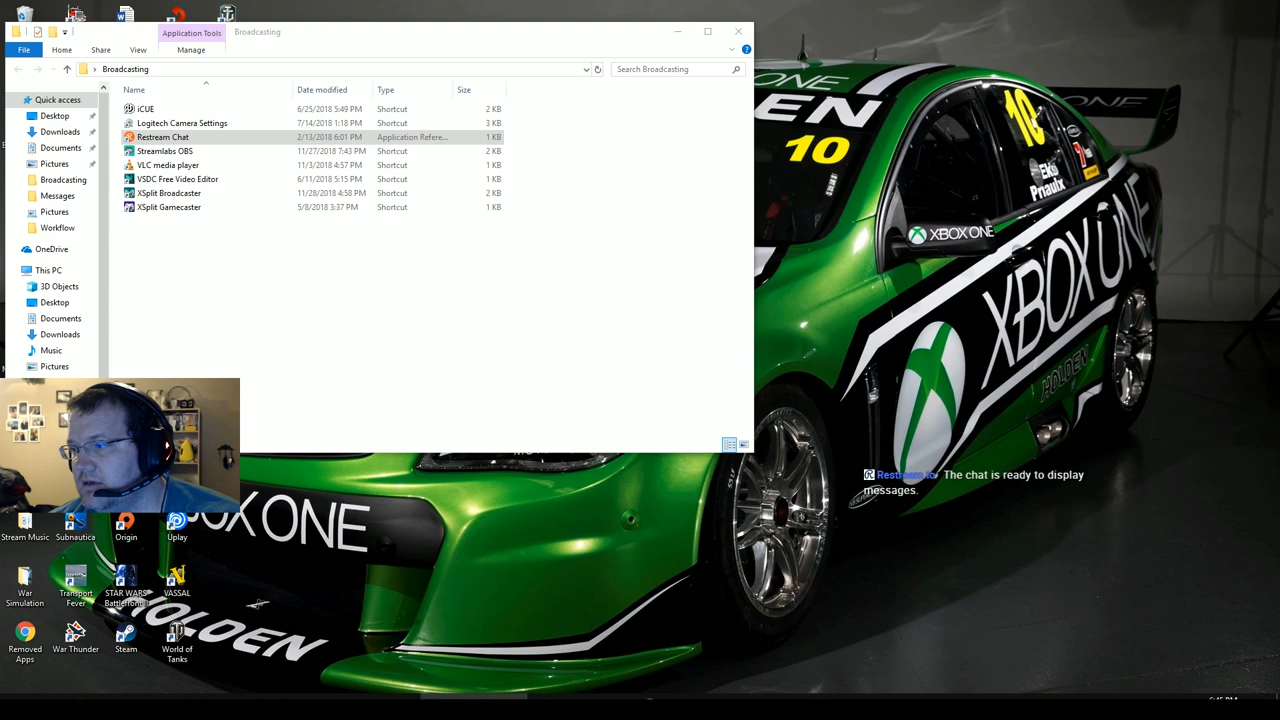 Application Tools
Broadcasting
File
Home
Share
View
Manage
Broadcasting
Search Broadcasting
Name
Date modified
Type
Size
Quick access
Desktop
Downloads
Documents
Pictures
Broadcasting
Messages
Pictures
Workflow
OneDrive
This PC
3D Objects
Desktop
Documents
Downloads
Music
Pictures
iCUE 6/25/2018 5:49 PM Shortcut 2 KB
Logitech Camera Settings 7/14/2018 1:18 PM Shortcut 3 KB
Restream Chat 2/13/2018 6:01 PM Application Refere... 1 KB
Streamlabs OBS 11/27/2018 7:43 PM Shortcut 2 KB
VLC media player 11/3/2018 4:57 PM Shortcut 1 KB
VSDC Free Video Editor 6/11/2018 5:15 PM Shortcut 1 KB
XSplit Broadcaster 11/28/2018 4:58 PM Shortcut 2 KB
XSplit Gamecaster 5/8/2018 3:37 PM Shortcut 1 KB
ONE
EN
10
10
Priaulx
XBOX ONE
XBOX ONE
HOLDEN
Restream.io The chat is ready to display
messages.
XBOX ONE
HOLDEN
Stream Music
Subnautica
Origin
Uplay
War Simulation
Transport Fever
STAR WARS Battlefront
VASSAL
Removed Apps
War Thunder
Steam
World of Tanks